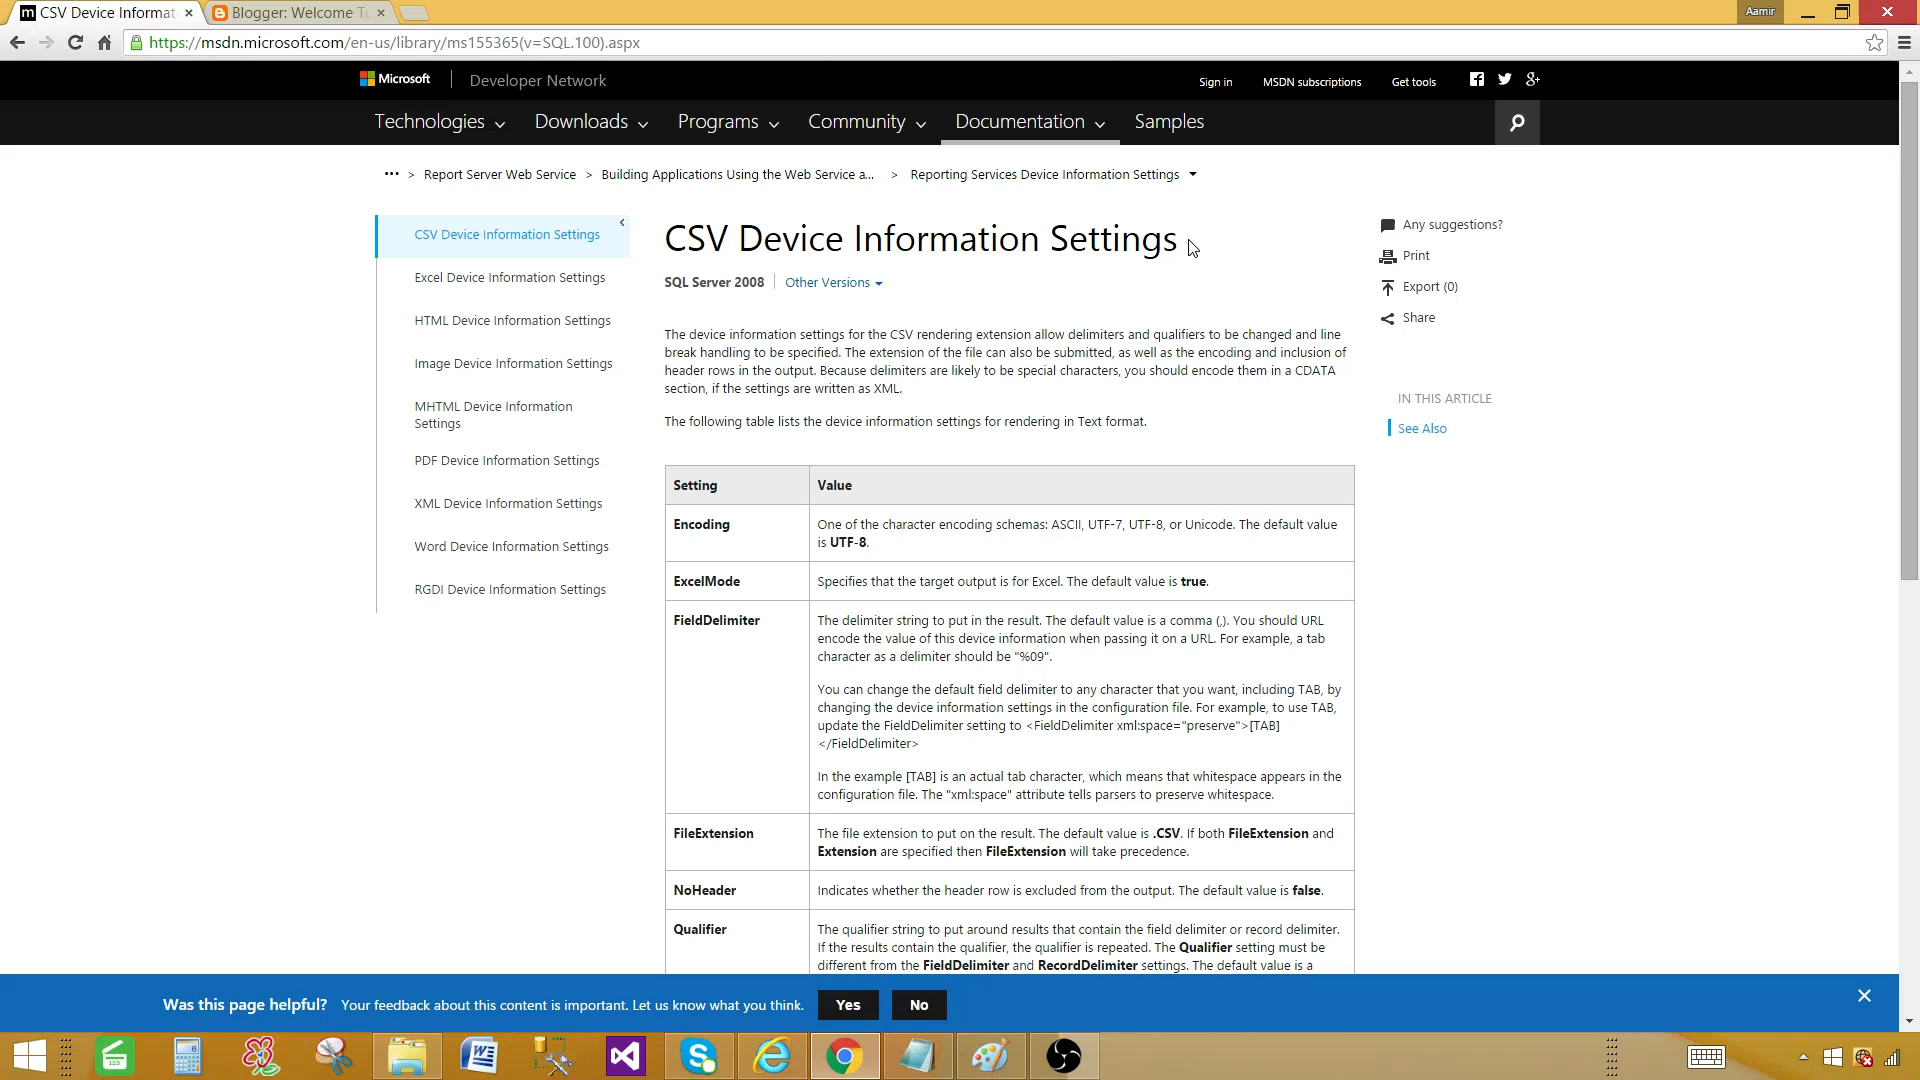 CSV Device Informat
Blogger: Welcome T
Aamir
https://msdn.microsoft.com/en-us/library/ms155365(v=SQL.100).aspx
Microsoft
Developer Network
Sign in
MSDN subscriptions
Get tools
Technologies
Downloads
Programs
Community
Documentation
Samples
••• > Report Server Web Service > Building Applications Using the Web Service a... > Reporting Services Device Information Settings
CSV Device Information Settings
Excel Device Information Settings
HTML Device Information Settings
Image Device Information Settings
MHTML Device Information
Settings
PDF Device Information Settings
XML Device Information Settings
Word Device Information Settings
RGDI Device Information Settings
CSV Device Information Settings
SQL Server 2008
Other Versions
The device information settings for the CSV rendering extension allow delimiters and qualifiers to be changed and line
break handling to be specified. The extension of the file can also be submitted, as well as the encoding and inclusion of
header rows in the output. Because delimiters are likely to be special characters, you should encode them in a CDATA
section, if the settings are written as XML.
The following table lists the device information settings for rendering in Text format.
Setting
Value
Encoding
One of the character encoding schemas: ASCII, UTF-7, UTF-8, or Unicode. The default value
is UTF-8.
ExcelMode
Specifies that the target output is for Excel. The default value is true.
FieldDelimiter
The delimiter string to put in the result. The default value is a comma (,). You should URL
encode the value of this device information when passing it on a URL. For example, a tab
character as a delimiter should be "%09".
You can change the default field delimiter to any character that you want, including TAB, by
changing the device information settings in the configuration file. For example, to use TAB,
update the FieldDelimiter setting to <FieldDelimiter xml:space="preserve">[TAB]
</FieldDelimiter>
In the example [TAB] is an actual tab character, which means that whitespace appears in the
configuration file. The "xml:space" attribute tells parsers to preserve whitespace.
FileExtension
The file extension to put on the result. The default value is .CSV. If both FileExtension and
Extension are specified then FileExtension will take precedence.
NoHeader
Indicates whether the header row is excluded from the output. The default value is false.
Qualifier
The qualifier string to put around results that contain the field delimiter or record delimiter.
If the results contain the qualifier, the qualifier is repeated. The Qualifier setting must be
different from the FieldDelimiter and RecordDelimiter settings. The default value is a
Any suggestions?
Print
Export (0)
Share
IN THIS ARTICLE
See Also
Was this page helpful?
Your feedback about this content is important. Let us know what you think.
Yes
No